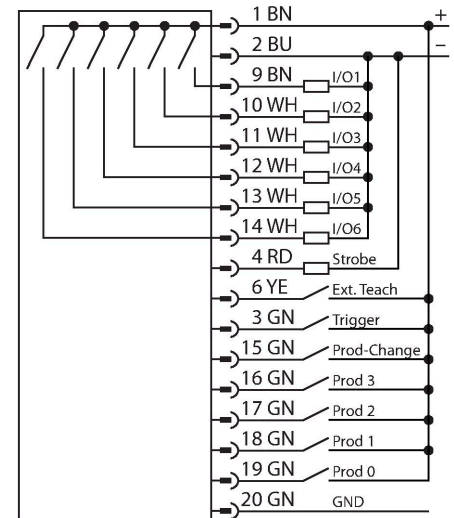 1 BN +
2 BU −
9 BN I/O1
10 WH I/O2
11 WH I/O3
12 WH I/O4
13 WH I/O5
14 WH I/O6
4 RD Strobe
6 YE Ext. Teach
3 GN Trigger
15 GN Prod-Change
16 GN Prod 3
17 GN Prod 2
18 GN Prod 1
19 GN Prod 0
20 GN GND